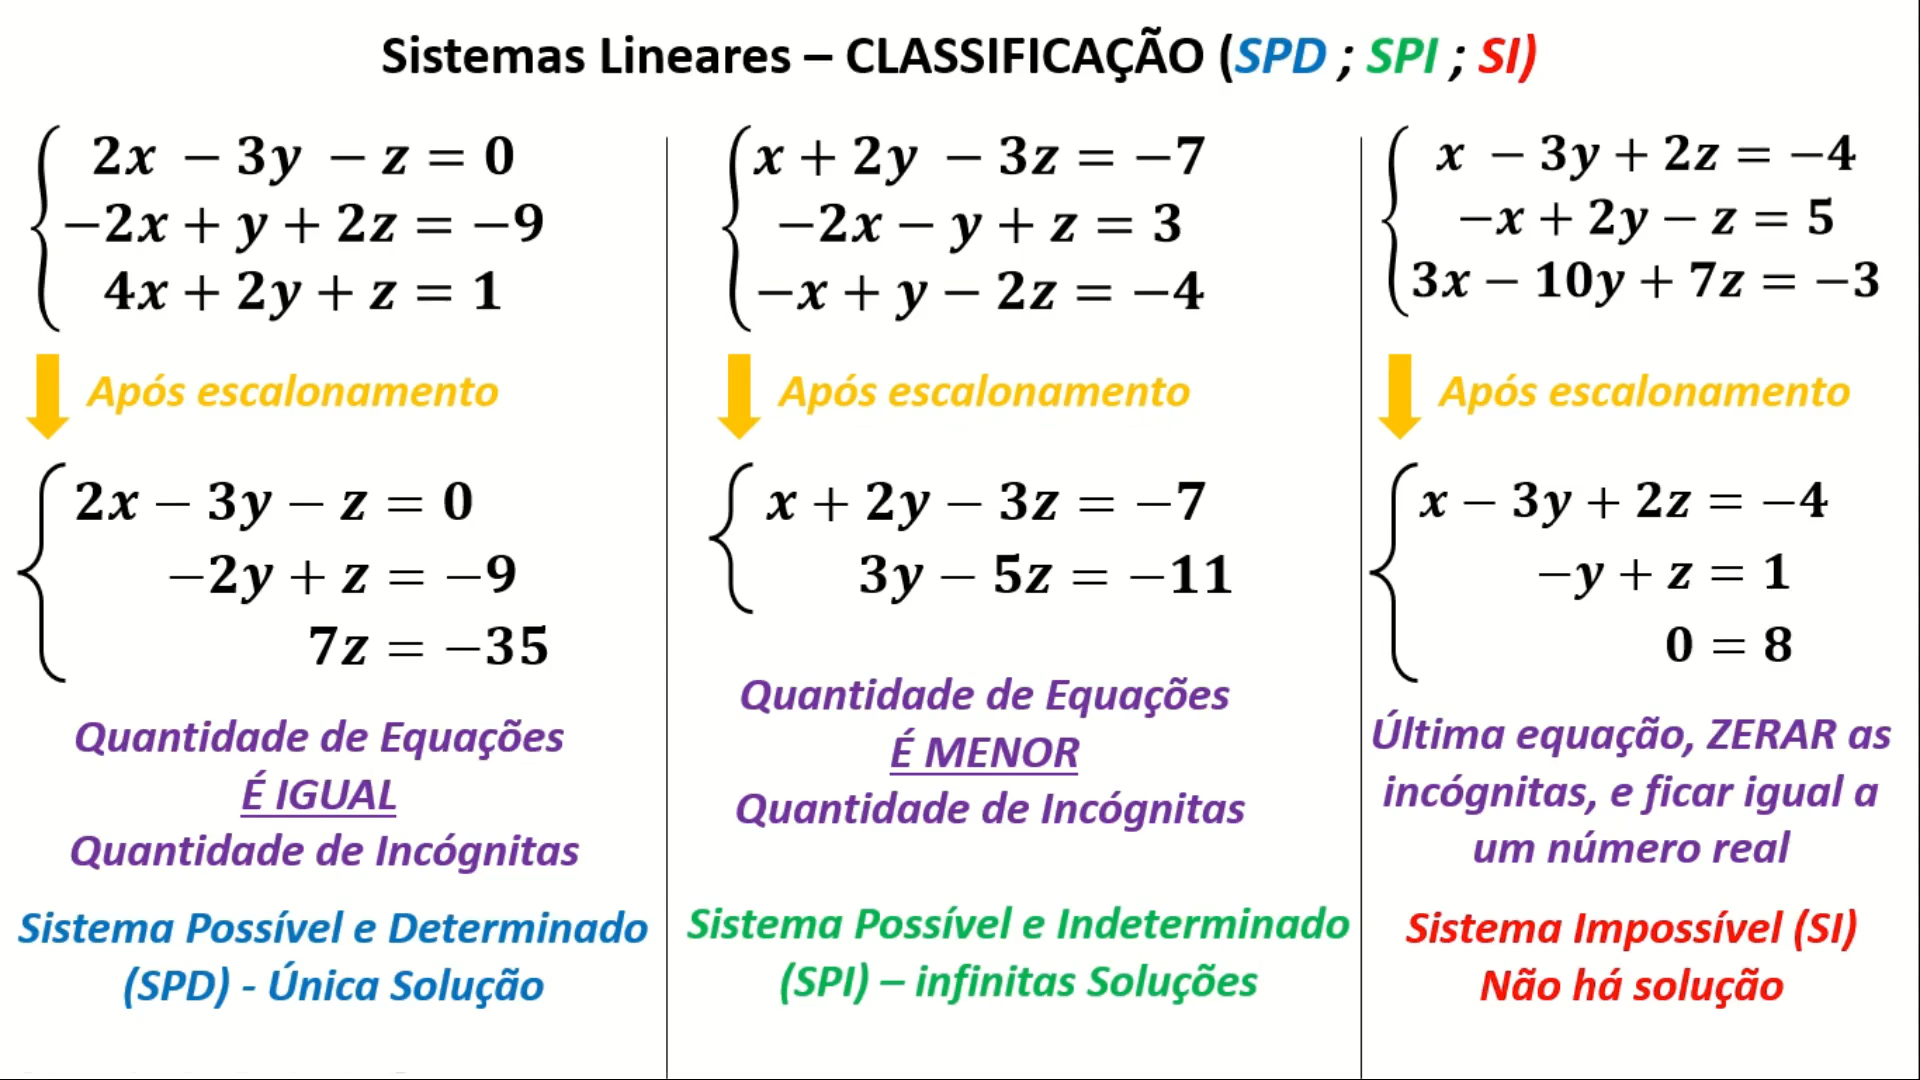 Sistemas Lineares – CLASSIFICAÇÃO (SPD ; SPI ; SI)
2x − 3y − z = 0
−2x + y + 2z = −9
4x + 2y + z = 1
Após escalonamento
2x − 3y − z = 0
−2y + z = −9
7z = −35
Quantidade de Equações
É IGUAL
Quantidade de Incógnitas
Sistema Possível e Determinado
(SPD) - Única Solução
x + 2y − 3z = −7
−2x − y + z = 3
−x + y − 2z = −4
Após escalonamento
x + 2y − 3z = −7
3y − 5z = −11
Quantidade de Equações
É MENOR
Quantidade de Incógnitas
Sistema Possível e Indeterminado
(SPI) – infinitas Soluções
x − 3y + 2z = −4
−x + 2y − z = 5
3x − 10y + 7z = −3
Após escalonamento
x − 3y + 2z = −4
−y + z = 1
0 = 8
Última equação, ZERAR as
incógnitas, e ficar igual a
um número real
Sistema Impossível (SI)
Não há solução